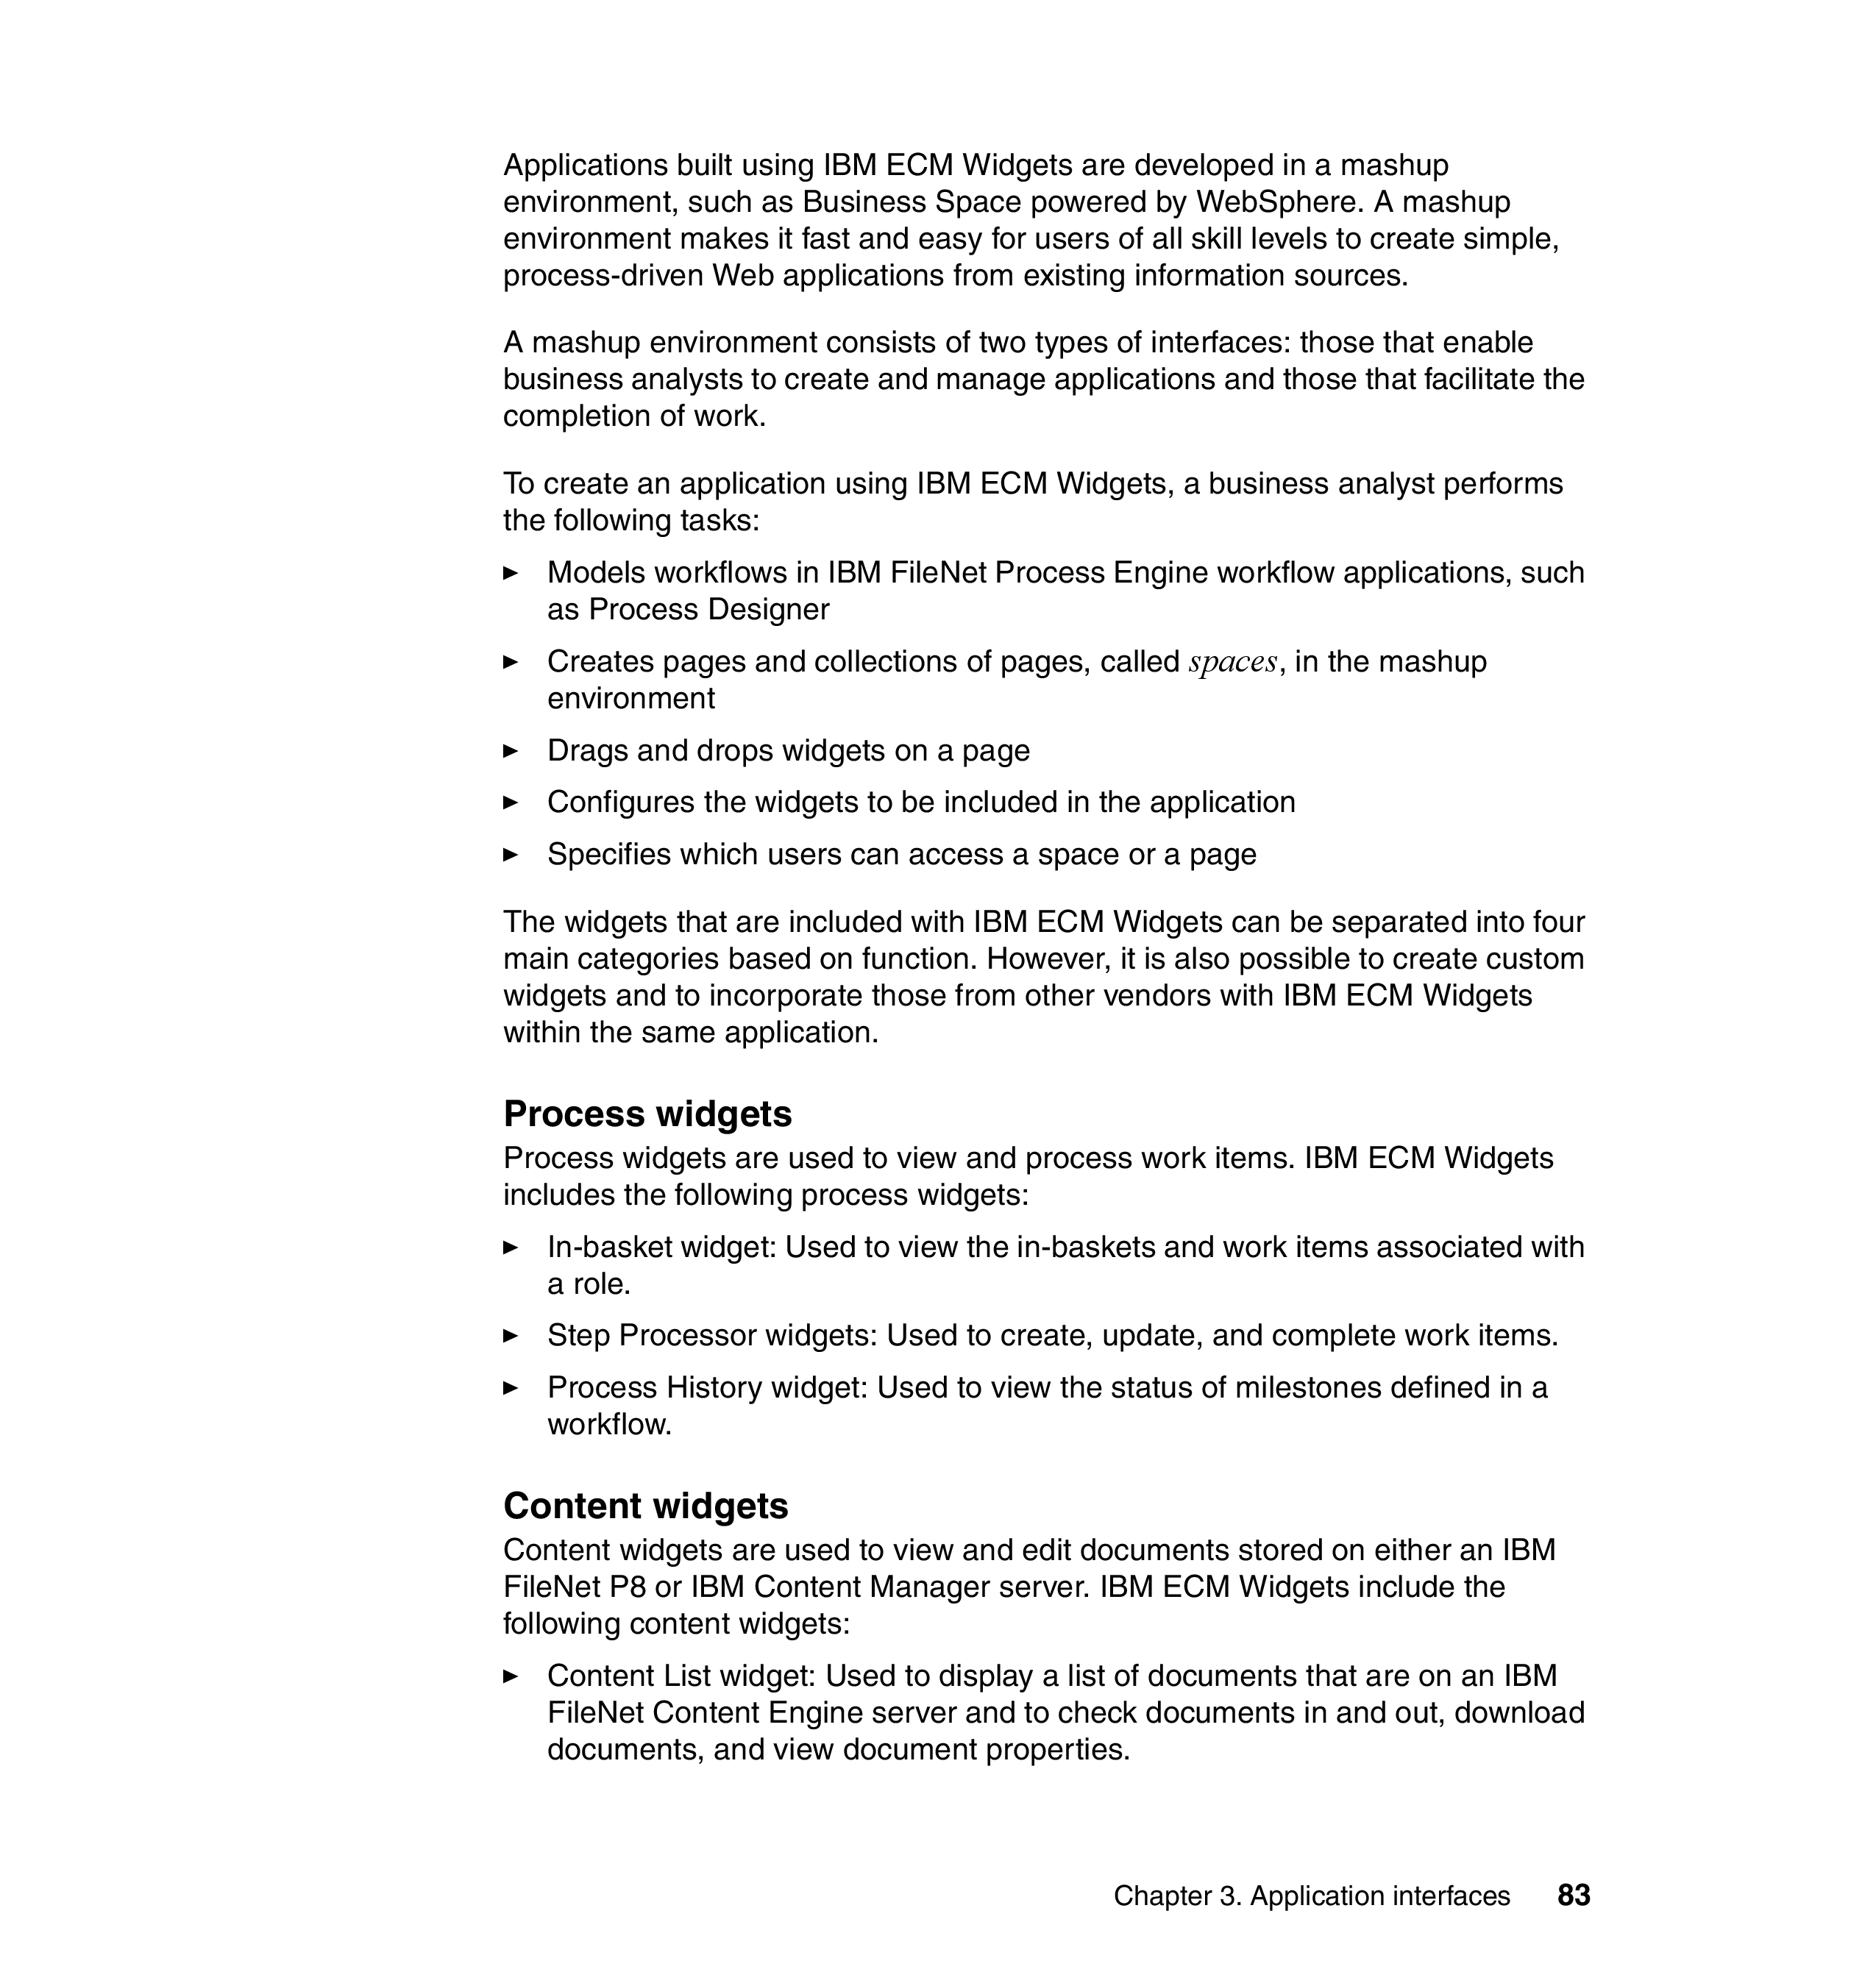 Applications built using IBM ECM Widgets are developed in a mashup
environment, such as Business Space powered by WebSphere. A mashup
environment makes it fast and easy for users of all skill levels to create simple,
process-driven Web applications from existing information sources.
A mashup environment consists of two types of interfaces: those that enable
business analysts to create and manage applications and those that facilitate the
completion of work.
To create an application using IBM ECM Widgets, a business analyst performs
the following tasks:
► Models workflows in IBM FileNet Process Engine workflow applications, such
as Process Designer
► Creates pages and collections of pages, called spaces, in the mashup
environment
► Drags and drops widgets on a page
► Configures the widgets to be included in the application
► Specifies which users can access a space or a page
The widgets that are included with IBM ECM Widgets can be separated into four
main categories based on function. However, it is also possible to create custom
widgets and to incorporate those from other vendors with IBM ECM Widgets
within the same application.
Process widgets
Process widgets are used to view and process work items. IBM ECM Widgets
includes the following process widgets:
► In-basket widget: Used to view the in-baskets and work items associated with
a role.
► Step Processor widgets: Used to create, update, and complete work items.
► Process History widget: Used to view the status of milestones defined in a
workflow.
Content widgets
Content widgets are used to view and edit documents stored on either an IBM
FileNet P8 or IBM Content Manager server. IBM ECM Widgets include the
following content widgets:
► Content List widget: Used to display a list of documents that are on an IBM
FileNet Content Engine server and to check documents in and out, download
documents, and view document properties.
Chapter 3. Application interfaces 83